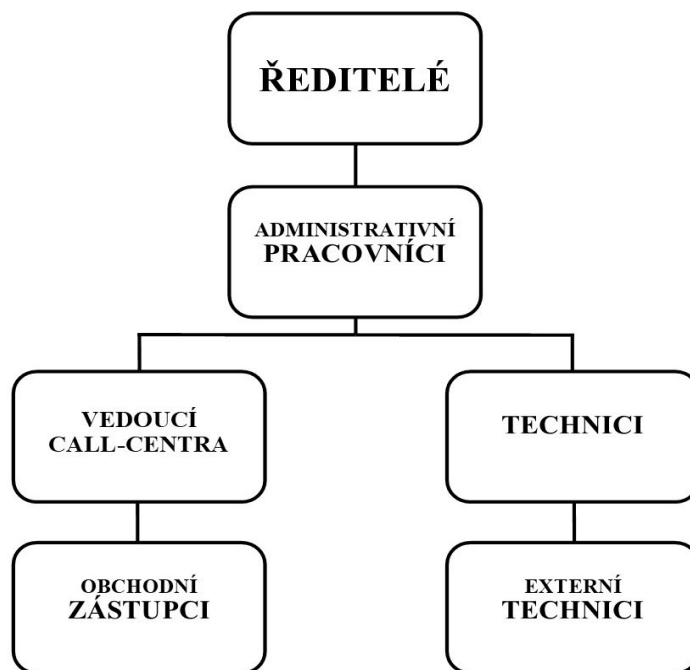 ŘEDITELÉ
ADMINISTRATIVNÍ
PRACOVNÍCI
VEDOUCÍ
CALL-CENTRA
TECHNICI
OBCHODNÍ
ZÁSTUPCI
EXTERNÍ
TECHNICI